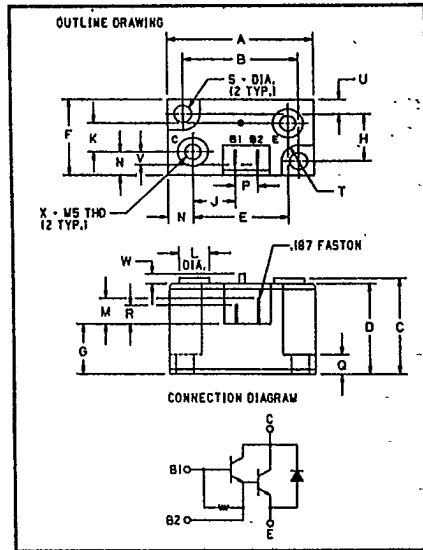 OUTLINE DRAWING
A
B
S - DIA.
(2 TYP.)
U
F
K
C
B1 B2
E
H
N
V
X - M5 THD
(2 TYP.)
N
J
P
E
T
W
L
DIA.
.187 FASTON
M
R
G
Q
D
C
CONNECTION DIAGRAM
C
B1
B2
E